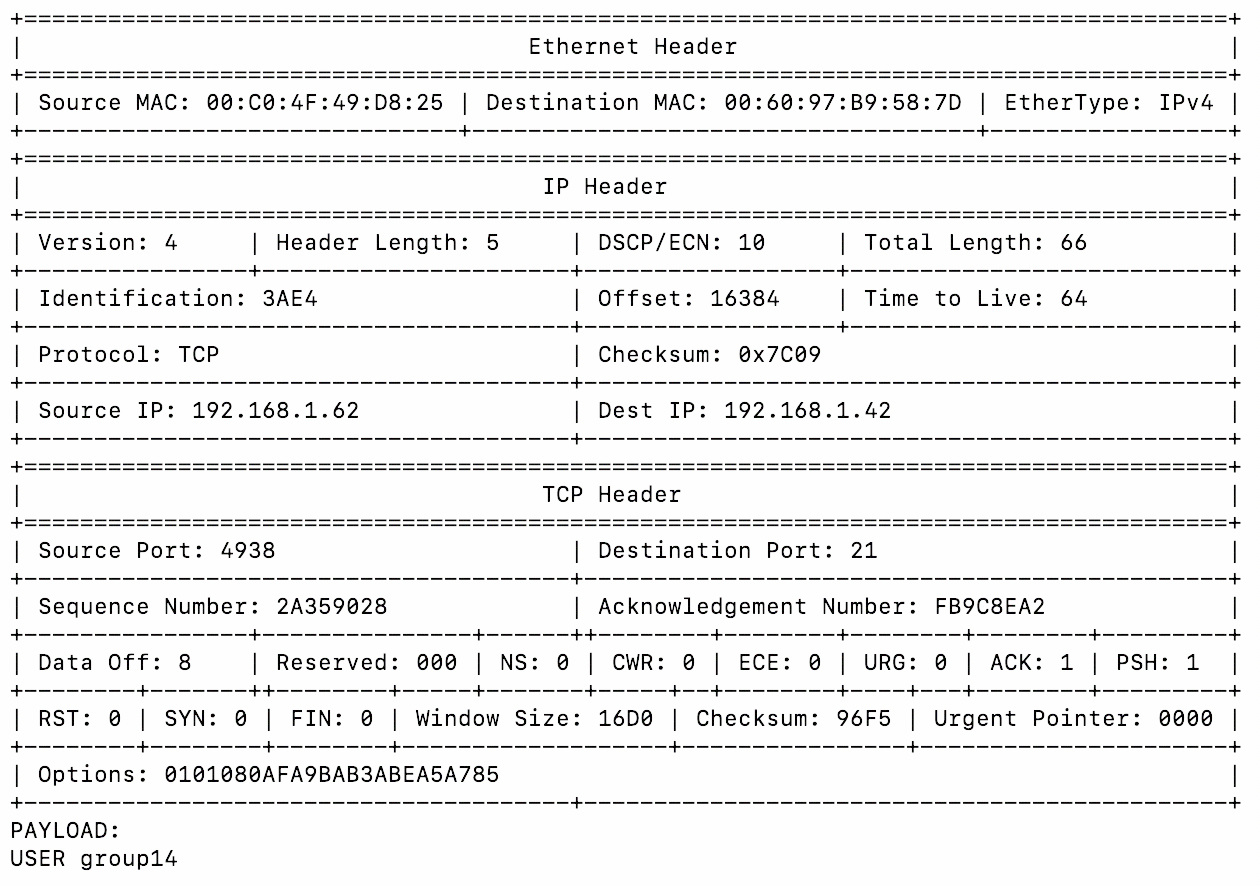 Ethernet Header
| Source MAC: 00:C0:4F:49:D8:25 | Destination MAC: 00:60:97:B9:58:7D | EtherType: IPv4 |
IP Header
| Version: 4 | Header Length: 5 | DSCP/ECN: 10 | Total Length: 66 |
| Identification: 3AE4 | Offset: 16384 | Time to Live: 64 |
| Protocol: TCP | Checksum: 0x7C09 |
| Source IP: 192.168.1.62 | Dest IP: 192.168.1.42 |
TCP Header
| Source Port: 4938 | Destination Port: 21 |
| Sequence Number: 2A359028 | Acknowledgement Number: FB9C8EA2 |
| Data Off: 8 | Reserved: 000 | NS: 0 | CWR: 0 | ECE: 0 | URG: 0 | ACK: 1 | PSH: 1 |
| RST: 0 | SYN: 0 | FIN: 0 | Window Size: 16D0 | Checksum: 96F5 | Urgent Pointer: 0000 |
| Options: 0101080AFA9BAB3ABEA5A785 |
PAYLOAD:
USER group14